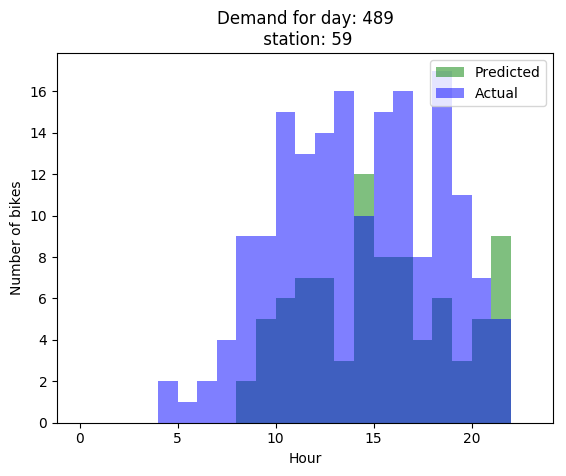 Demand for day: 489
station: 59
Predicted
Actual
Number of bikes
16
14
12
10
8
6
4
2
0
0 5 10 15 20
Hour